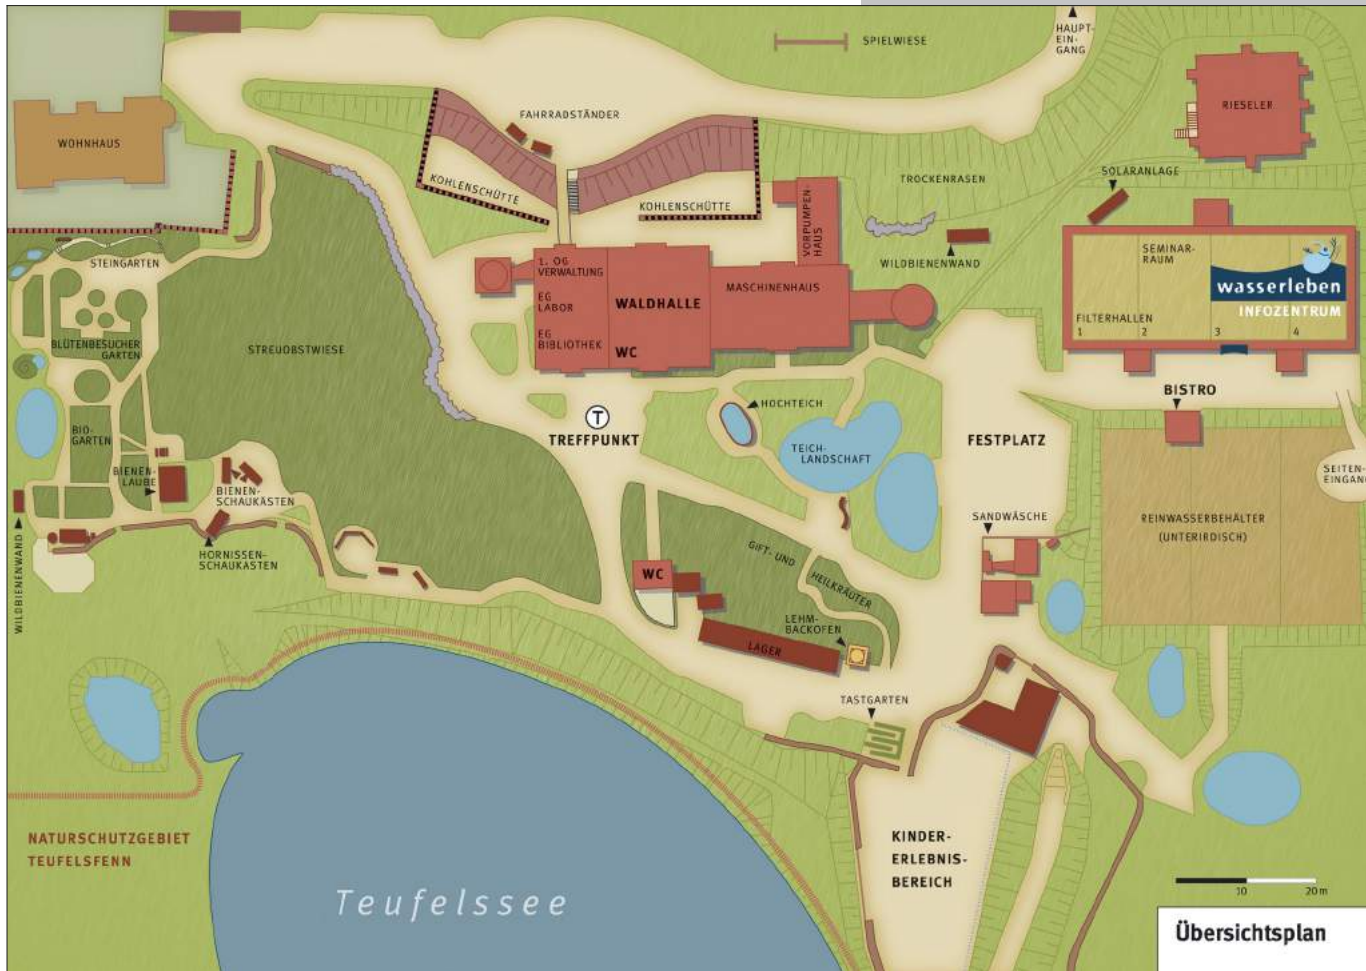 HAUPT-
EIN-
GANG
SPIELWIESE
RIESELER
FAHRRADSTÄNDER
WOHNHAUS
KOHLENSCHÜTTE
KOHLENSCHÜTTE
TROCKENRASEN
SOLARANLAGE
VORPUMPEN-
HAUS
WILDBIENENWAND
STEINGARTEN
1. OG
VERWALTUNG
EG
LABOR
EG
BIBLIOTHEK
WALDHALLE
WC
MASCHINENHAUS
SEMINAR-
RAUM
wasserleben
INFOZENTRUM
FILTERHALLEN
1
2
3
4
BLÜTENBESUCHER
GARTEN
STREUOBSTWIESE
BISTRO
HOCHTEICH
T
TREFFPUNKT
FESTPLATZ
TEICH-
LANDSCHAFT
BIO-
GARTEN
BIENEN-
LAUBE
BIENEN-
SCHAUKÄSTEN
SEITEN-
EINGANG
HORNISSEN-
SCHAUKASTEN
WILDBIENENWAND
SANDWÄSCHE
REINWASSERBEHÄLTER
(UNTERIRDISCH)
GIFT- UND
HEILKRÄUTER
WC
LEHM-
BACKOFEN
LAGER
TASTGARTEN
NATURSCHUTZGEBIET
TEUFELSFENN
KINDER-
ERLEBNIS-
BEREICH
Teufelssee
10
20 m
Übersichtsplan